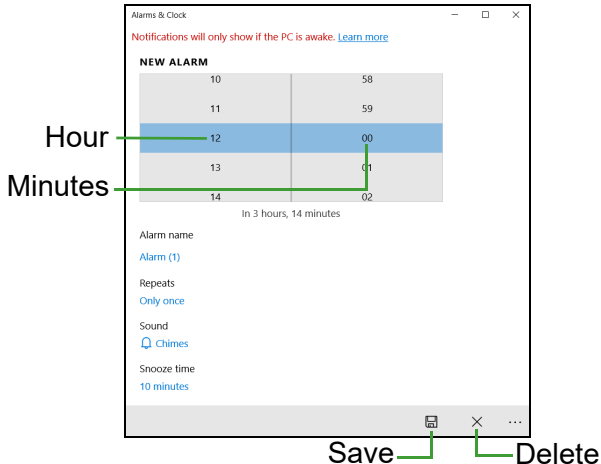 Alarms & Clock
Notifications will only show if the PC is awake. Learn more
NEW ALARM
10 58
11 59
Hour 12 00
13 01
Minutes
14 02
In 3 hours, 14 minutes
Alarm name
Alarm (1)
Repeats
Only once
Sound
Chimes
Snooze time
10 minutes
Save Delete